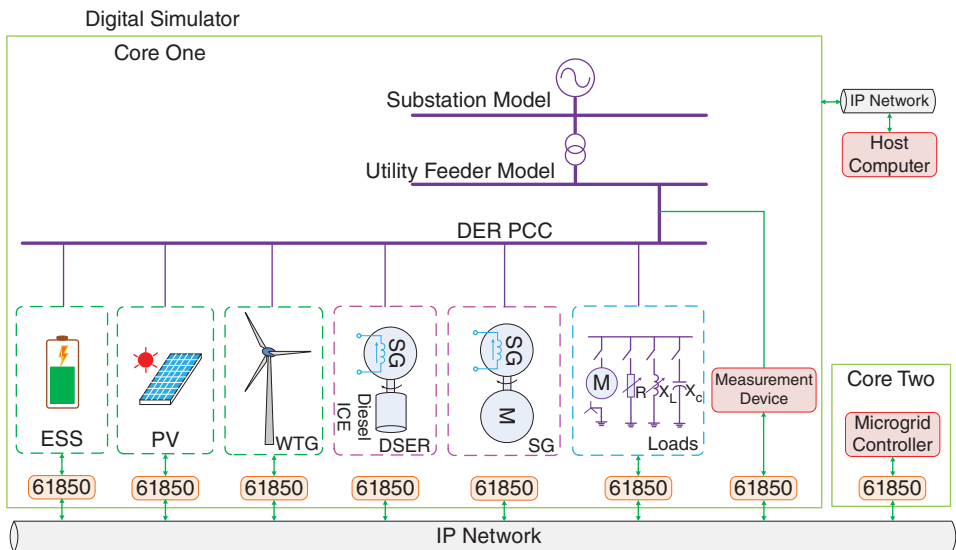 Digital Simulator
Core One
Substation Model
IP Network
Host
Computer
Utility Feeder Model
DER PCC
SG
Diesel
ICE
SG
M
M
R
X_L
X_c
Measurement
Device
Core Two
Microgrid
Controller
ESS
PV
WTG
DSER
SG
Loads
61850
61850
61850
61850
61850
61850
61850
61850
IP Network